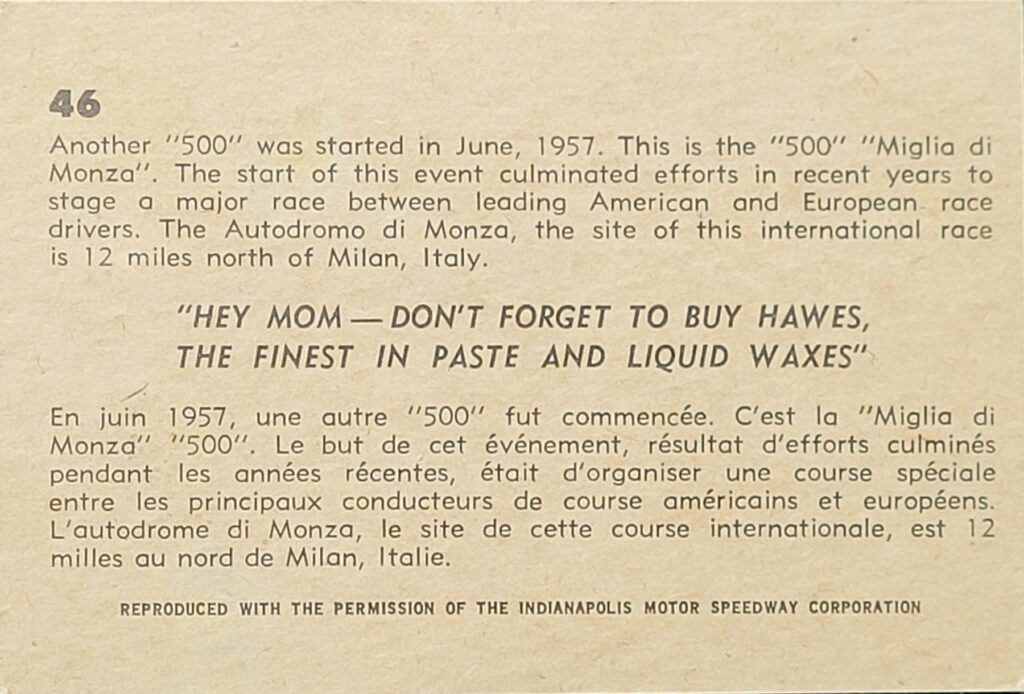 46
Another "500" was started in June, 1957. This is the "500" "Miglia di
Monza". The start of this event culminated efforts in recent years to
stage a major race between leading American and European race
drivers. The Autodromo di Monza, the site of this international race
is 12 miles north of Milan, Italy.
"HEY MOM — DON'T FORGET TO BUY HAWES,
THE FINEST IN PASTE AND LIQUID WAXES"
En juin 1957, une autre "500" fut commencée. C'est la "Miglia di
Monza" "500". Le but de cet événement, résultat d'efforts culminés
pendant les années récentes, était d'organiser une course spéciale
entre les principaux conducteurs de course américains et européens.
L'autodrome di Monza, le site de cette course internationale, est 12
milles au nord de Milan, Italie.
REPRODUCED WITH THE PERMISSION OF THE INDIANAPOLIS MOTOR SPEEDWAY CORPORATION